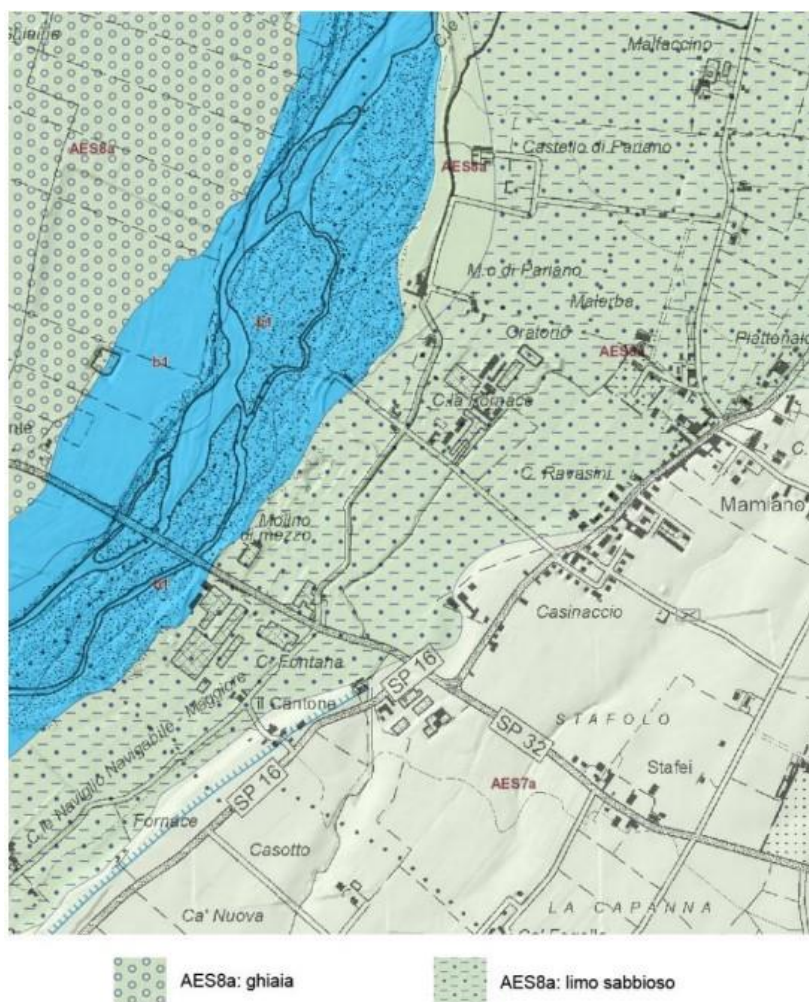 Malfaccino
AES8a
Castello di Pariano
AES8a
M.o di Pariano
Malerba
Oratorio
AES8a
b1
b1
C. la Fornace
C. Ravasini
Mamiano
Molino
di mezzo
b1
Casinaccio
C. Fontana
SP 16
il Cantone
STAFOLO
SP 32
Stafei
C.le Naviglio Navigabile Maggiore
SP 16
AES7a
Fornace
Casotto
Ca' Nuova
LA CAPANNA
AES8a: ghiaia
AES8a: limo sabbioso